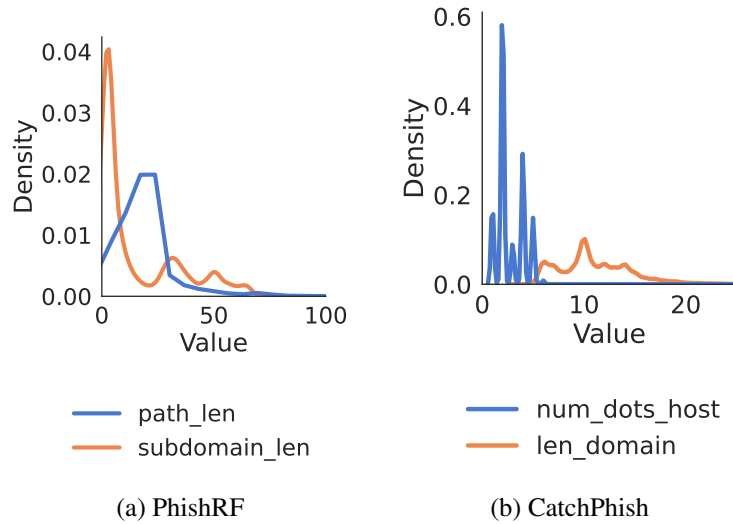 0.04
0.03
0.02
0.01
0.00
Density
0
50
100
Value
path_len
subdomain_len
(a) PhishRF
0.6
0.4
0.2
0.0
Density
0
10
20
Value
num_dots_host
len_domain
(b) CatchPhish